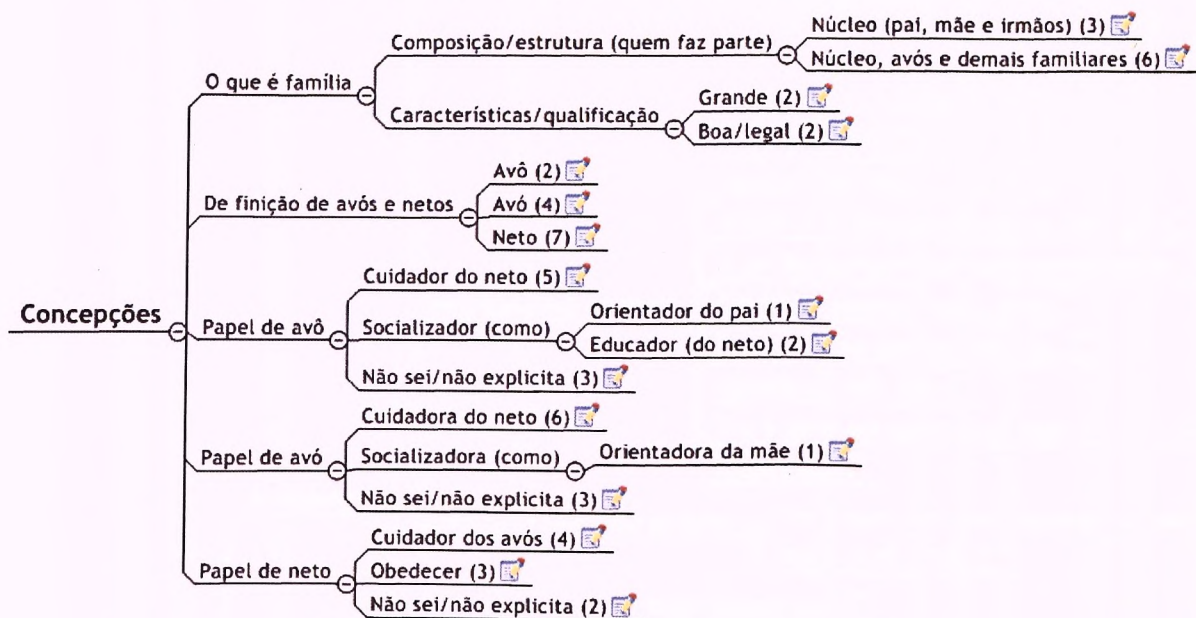 Concepções
O que é família
Composição/estrutura (quem faz parte)
Núcleo (pai, mãe e irmãos) (3)
Núcleo, avós e demais familiares (6)
Características/qualificação
Grande (2)
Boa/legal (2)
De finição de avós e netos
Avô (2)
Avó (4)
Neto (7)
Papel de avô
Cuidador do neto (5)
Socializador (como)
Orientador do pai (1)
Educador (do neto) (2)
Não sei/não explicita (3)
Papel de avó
Cuidadora do neto (6)
Socializadora (como)
Orientadora da mãe (1)
Não sei/não explicita (3)
Papel de neto
Cuidador dos avós (4)
Obedecer (3)
Não sei/não explicita (2)